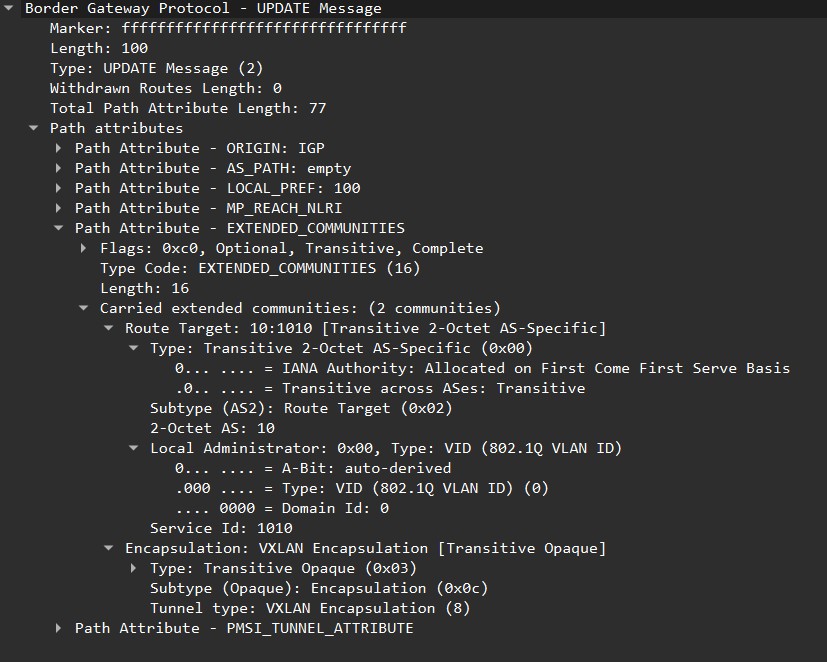 Border Gateway Protocol - UPDATE Message
Marker: ffffffffffffffffffffffffffffffff
Length: 100
Type: UPDATE Message (2)
Withdrawn Routes Length: 0
Total Path Attribute Length: 77
Path attributes
Path Attribute - ORIGIN: IGP
Path Attribute - AS_PATH: empty
Path Attribute - LOCAL_PREF: 100
Path Attribute - MP_REACH_NLRI
Path Attribute - EXTENDED_COMMUNITIES
Flags: 0xc0, Optional, Transitive, Complete
Type Code: EXTENDED_COMMUNITIES (16)
Length: 16
Carried extended communities: (2 communities)
Route Target: 10:1010 [Transitive 2-Octet AS-Specific]
Type: Transitive 2-Octet AS-Specific (0x00)
0... .... = IANA Authority: Allocated on First Come First Serve Basis
.0.. .... = Transitive across ASes: Transitive
Subtype (AS2): Route Target (0x02)
2-Octet AS: 10
Local Administrator: 0x00, Type: VID (802.1Q VLAN ID)
0... .... = A-Bit: auto-derived
.000 .... = Type: VID (802.1Q VLAN ID) (0)
.... 0000 = Domain Id: 0
Service Id: 1010
Encapsulation: VXLAN Encapsulation [Transitive Opaque]
Type: Transitive Opaque (0x03)
Subtype (Opaque): Encapsulation (0x0c)
Tunnel type: VXLAN Encapsulation (8)
Path Attribute - PMSI_TUNNEL_ATTRIBUTE